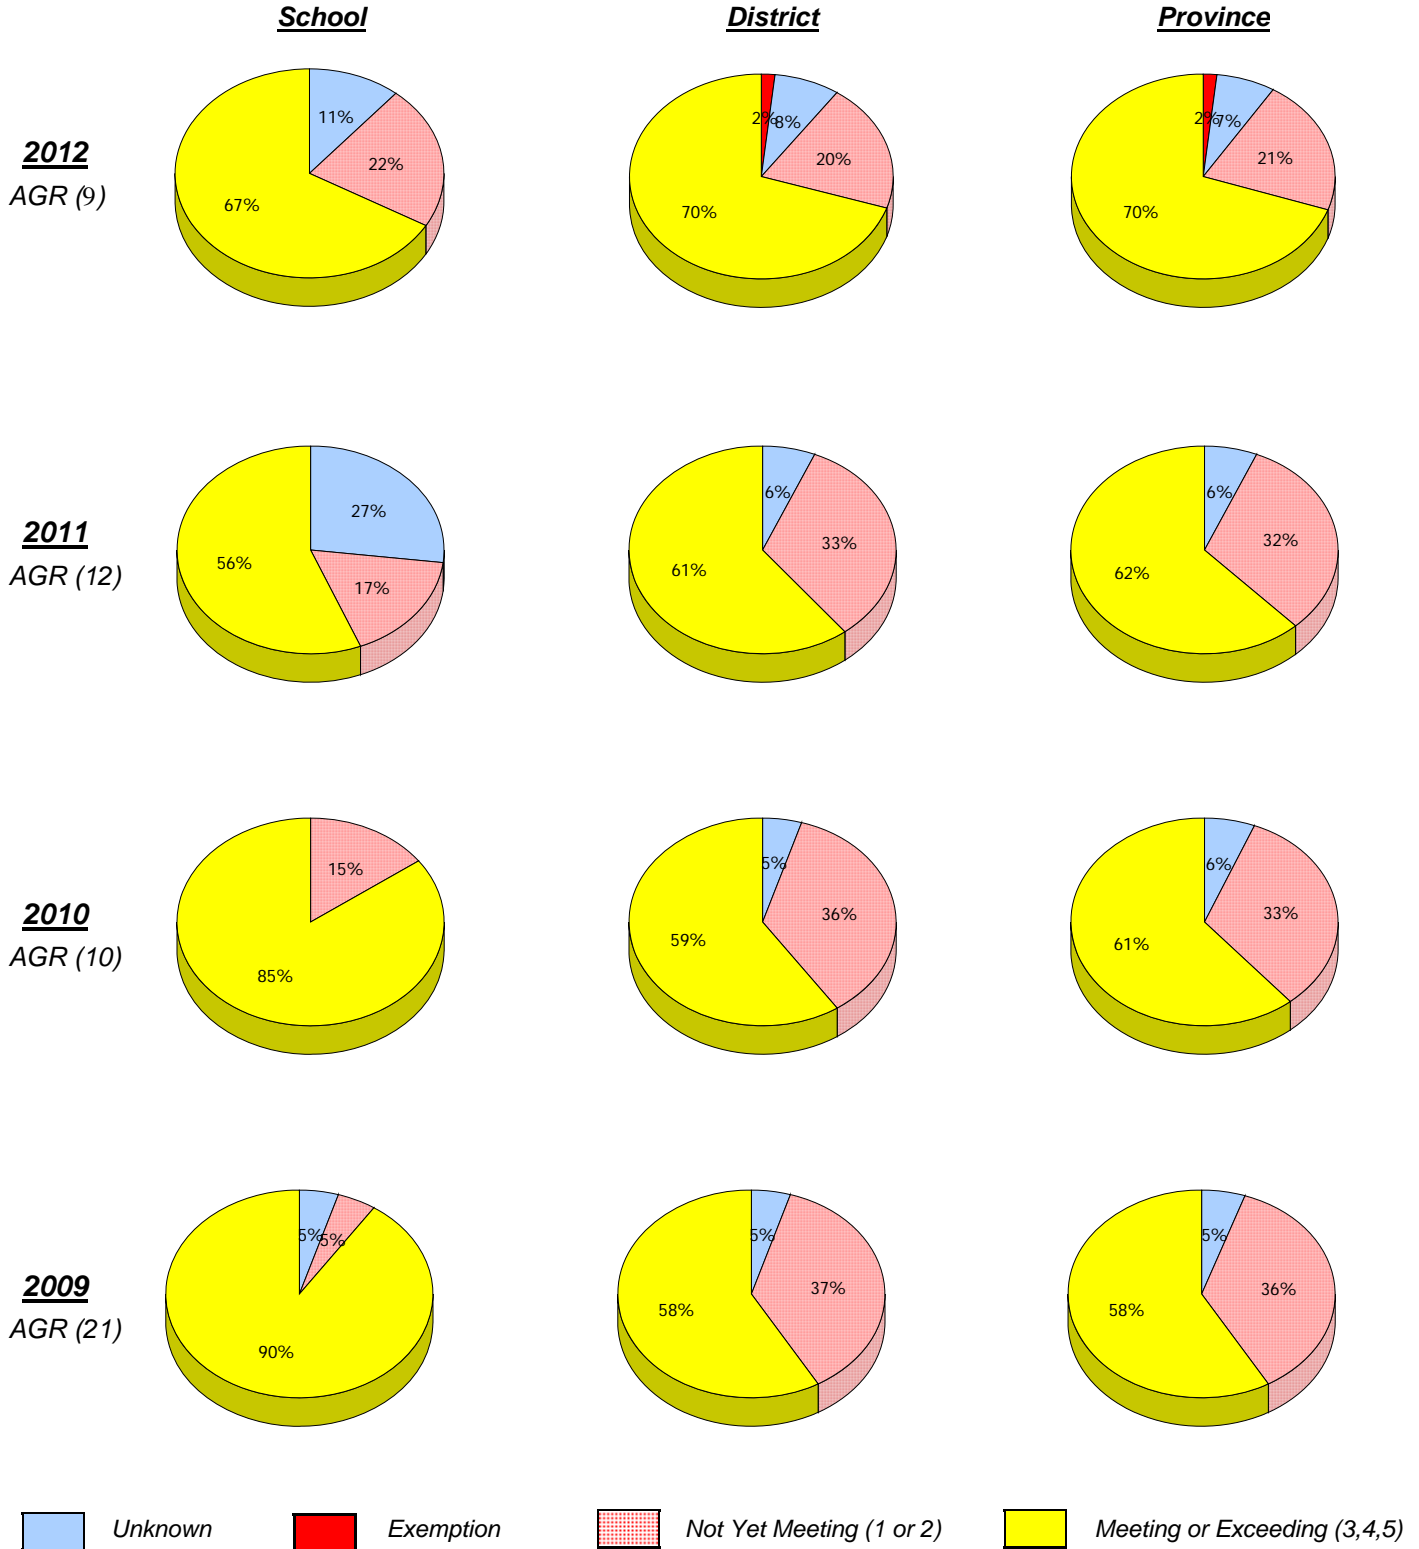 School District Province
11% 22% 67%
2% 8% 20% 70%
2% 7% 21% 70%
2012
AGR (9)
27% 17% 56%
6% 33% 61%
6% 32% 62%
2011
AGR (12)
15% 85%
5% 36% 59%
6% 33% 61%
2010
AGR (10)
5% 5% 90%
5% 37% 58%
5% 36% 58%
2009
AGR (21)
Unknown Exemption Not Yet Meeting (1 or 2) Meeting or Exceeding (3,4,5)